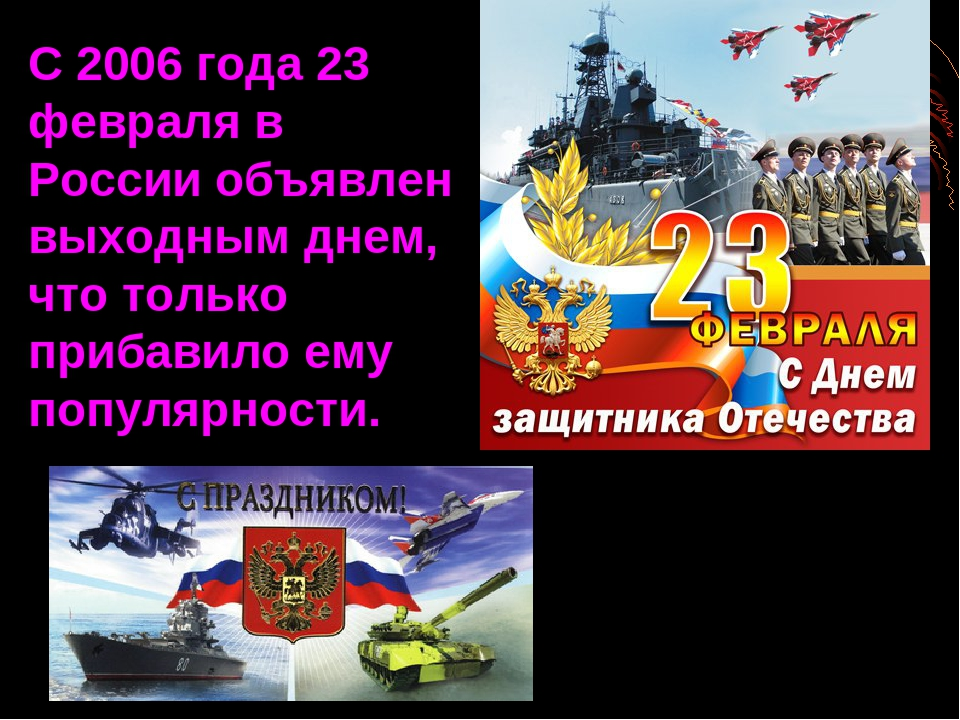 С 2006 года 23
февраля в
России объявлен
выходным днем,
что только
прибавило ему
популярности.
23
ФЕВРАЛЯ
С Днем
защитника Отечества
С ПРАЗДНИКОМ!
80